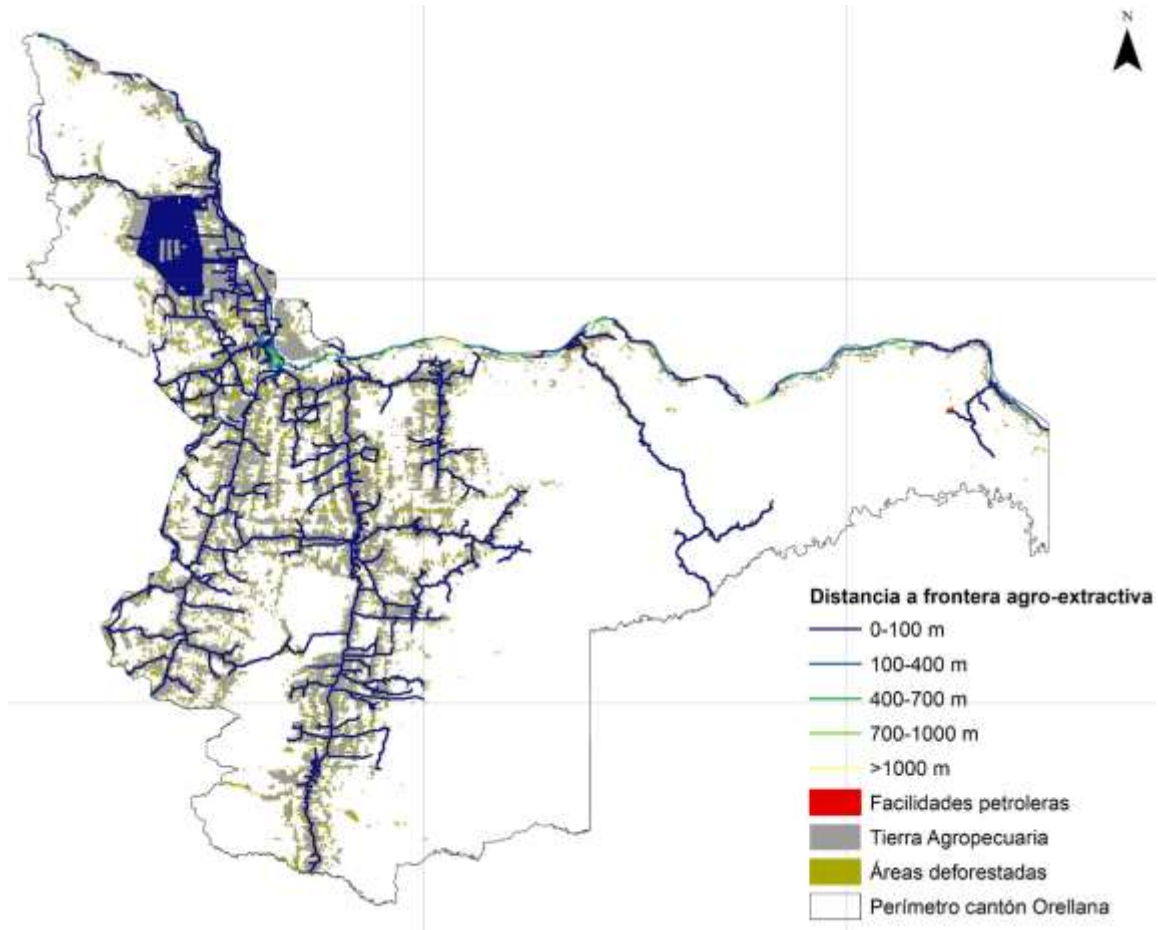 N
Distancia a frontera agro-extractiva
0-100 m
100-400 m
400-700 m
700-1000 m
>1000 m
Facilidades petroleras
Tierra Agropecuaria
Áreas deforestadas
Perímetro cantón Orellana